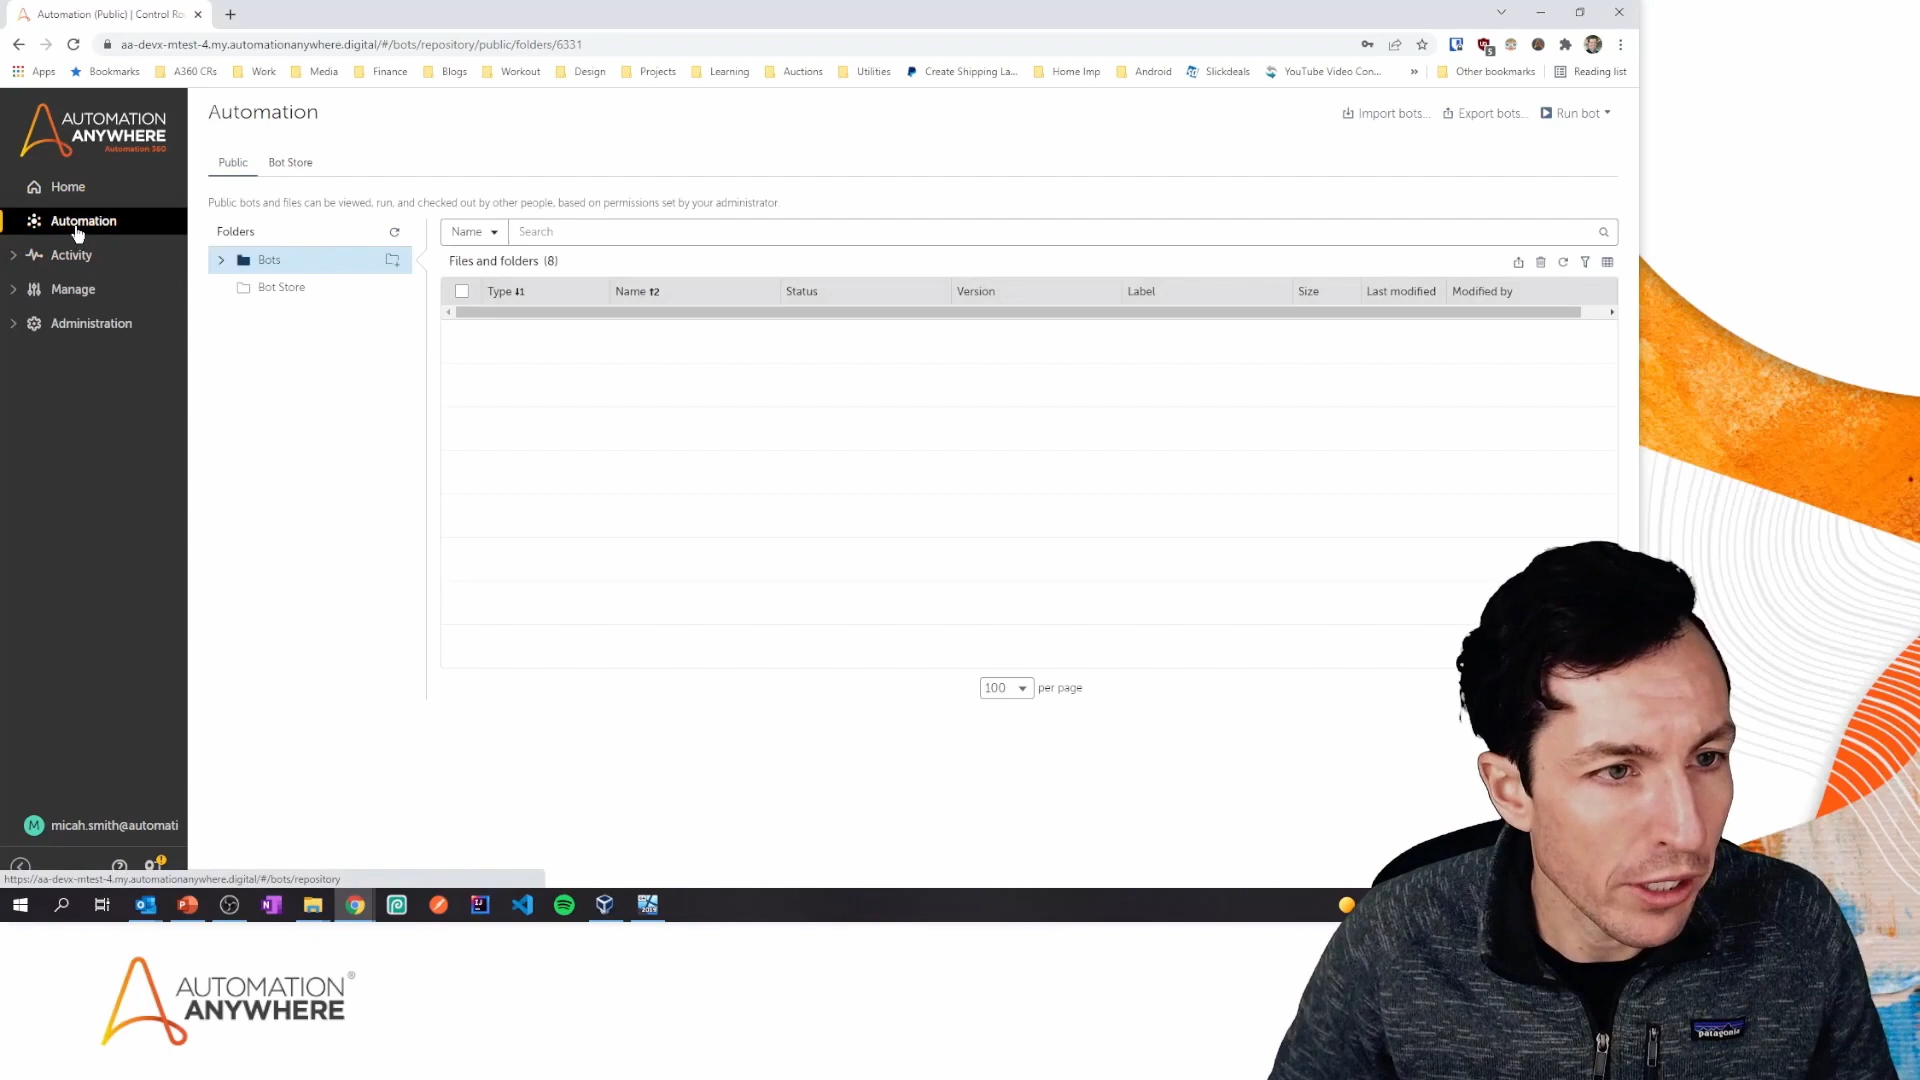 Automation (Public) | Control Ro
aa-devx-mtest-4.my.automationanywhere.digital/#/bots/repository/public/folders/6331
5
Apps Bookmarks A360 CRs Work Media Finance Blogs Workout Design Projects Learning Auctions Utilities Create Shipping La... Home Imp Android Slickdeals YouTube Video Con... » Other bookmarks Reading list
AUTOMATION
ANYWHERE
Automation 360
Home
Automation
Activity
Manage
Administration
M micah.smith@automati
Automation
Import bots... Export bots... Run bot
Public Bot Store
Public bots and files can be viewed, run, and checked out by other people, based on permissions set by your administrator.
Folders
Bots
Bot Store
Name Search
Files and folders (8)
Type ↓1 Name ↑2 Status Version Label Size Last modified Modified by
100 per page
https://aa-devx-mtest-4.my.automationanywhere.digital/#/bots/repository
2019
AUTOMATION®
ANYWHERE
patagonia